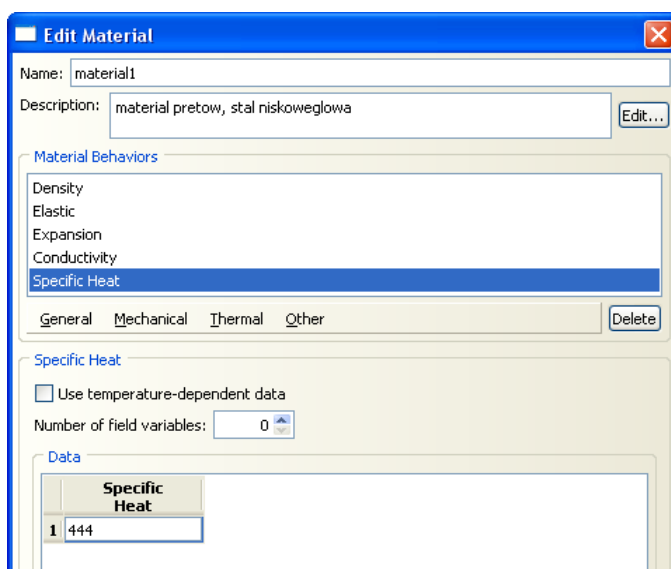 Edit Material
Name: material1
Description: material pretow, stal niskoweglowa
Edit...
Material Behaviors
Density
Elastic
Expansion
Conductivity
Specific Heat
General Mechanical Thermal Other Delete
Specific Heat
Use temperature-dependent data
Number of field variables: 0
Data
Specific
Heat
1 444